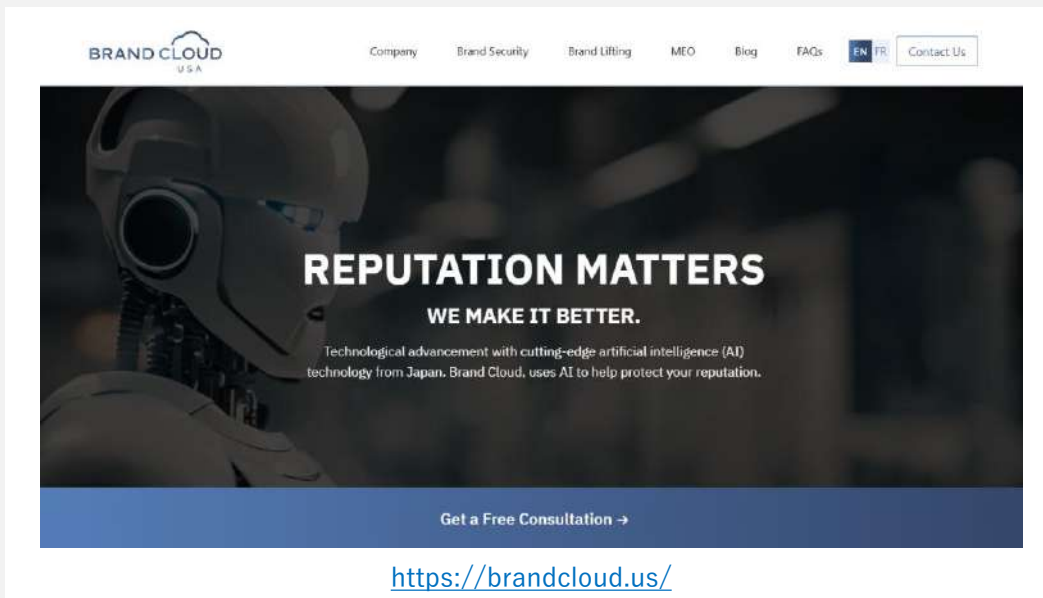 BRAND CLOUD
USA
Company Brand Security Brand Lifting MEO Blog FAQs EN FR Contact Us
REPUTATION MATTERS
WE MAKE IT BETTER.
Technological advancement with cutting-edge artificial intelligence (AI)
technology from Japan. Brand Cloud, uses AI to help protect your reputation.
Get a Free Consultation →
https://brandcloud.us/